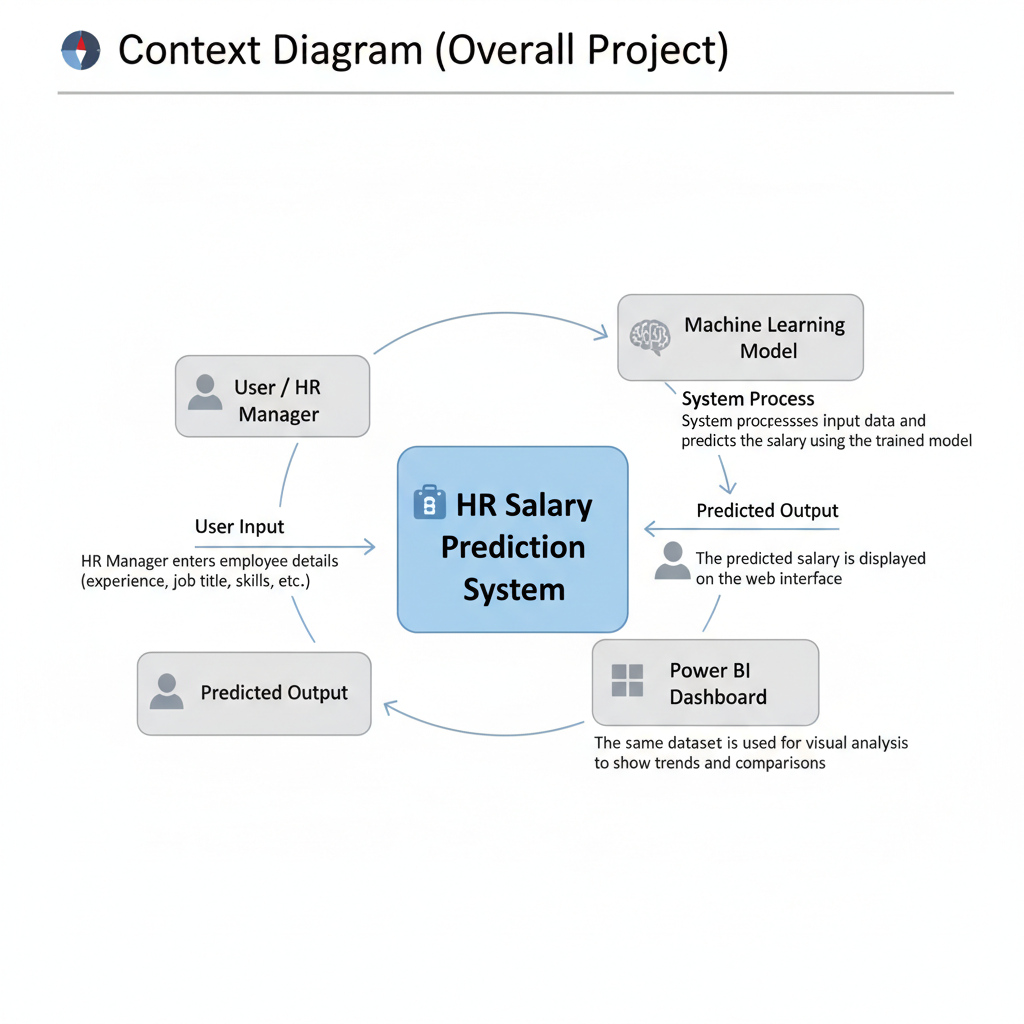 Context Diagram (Overall Project)
Machine Learning
Model
User / HR
Manager
System Process
System procpressses input data and
predicts the salary using the trained model
HR Salary
Prediction
System
Predicted Output
User Input
HR Manager enteres employee details
(experience, job title, skills, etc.)
The predicted salary is displayed
on the web interface
Predicted Output
Power BI
Dashboard
The same dataset is used for visual analysis
to show trends and comparisons